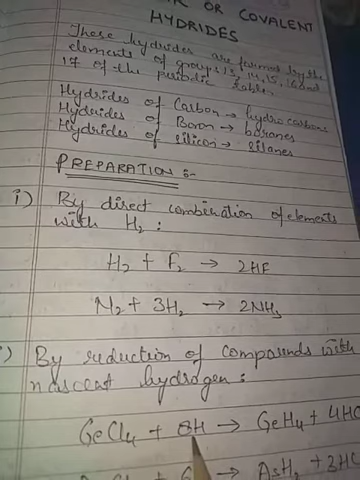 OR COVALENT
HYDRIDES
These hydrides are formed by the
elements of groups 13, 14, 15, 16 and
17 of the periodic table.
Hydrides of Carbon → hydrocarbons
Hydrides of Boron → boranes
Hydrides of Silicon → silanes
PREPARATION :-
i) By direct combination of elements
with H₂ :
H₂ + F₂ → 2HF
N₂ + 3H₂ → 2NH₃
) By reduction of compounds with
nascent hydrogen :
GeCl₄ + 8H → GeH₄ + 4HC
→ AsH₂ + 3HC